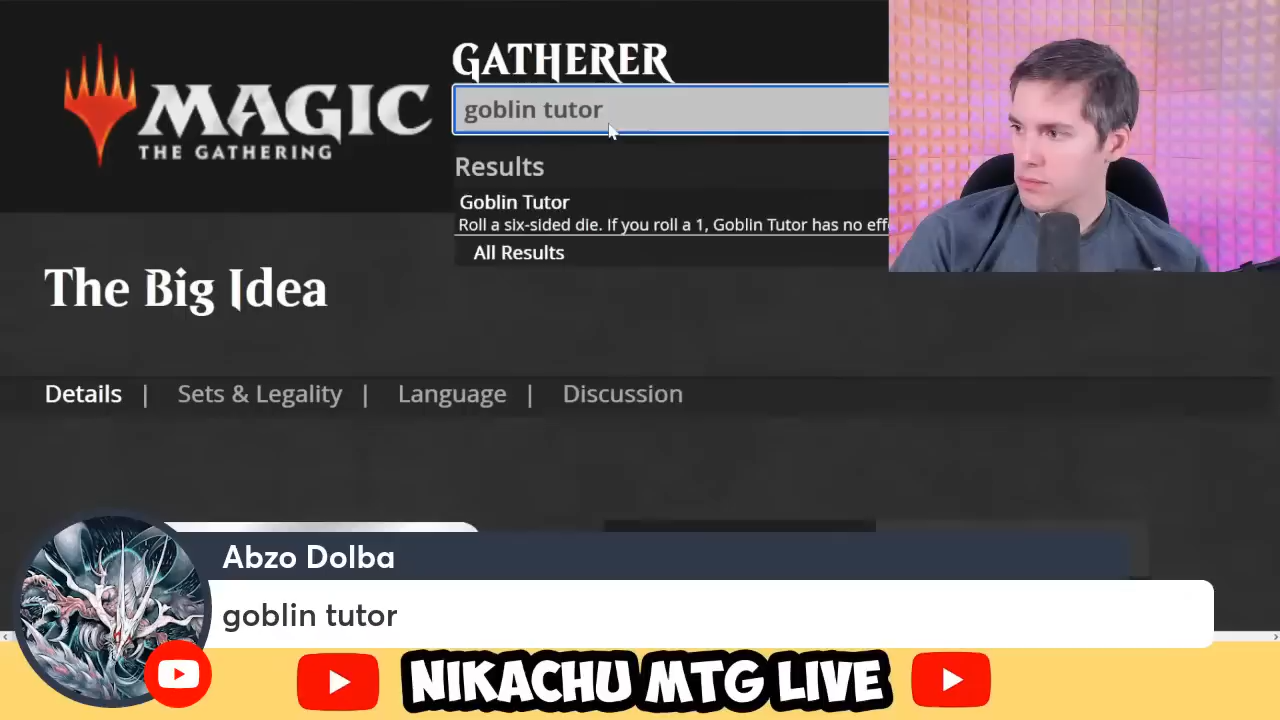 MAGIC
THE GATHERING
GATHERER
goblin tutor
Results
Goblin Tutor
Roll a six-sided die. If you roll a 1, Goblin Tutor has no eff
All Results
The Big Idea
Details | Sets & Legality | Language | Discussion
Abzo Dolba
goblin tutor
NIKACHU MTG LIVE